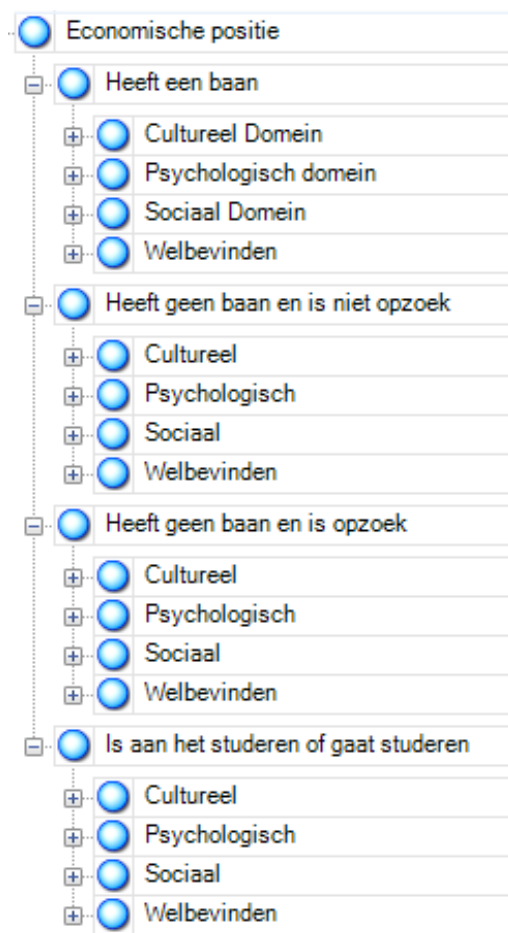 Economische positie
Heeft een baan
Cultureel Domein
Psychologisch domein
Sociaal Domein
Welbevinden
Heeft geen baan en is niet opzoek
Cultureel
Psychologisch
Sociaal
Welbevinden
Heeft geen baan en is opzoek
Cultureel
Psychologisch
Sociaal
Welbevinden
Is aan het studeren of gaat studeren
Cultureel
Psychologisch
Sociaal
Welbevinden